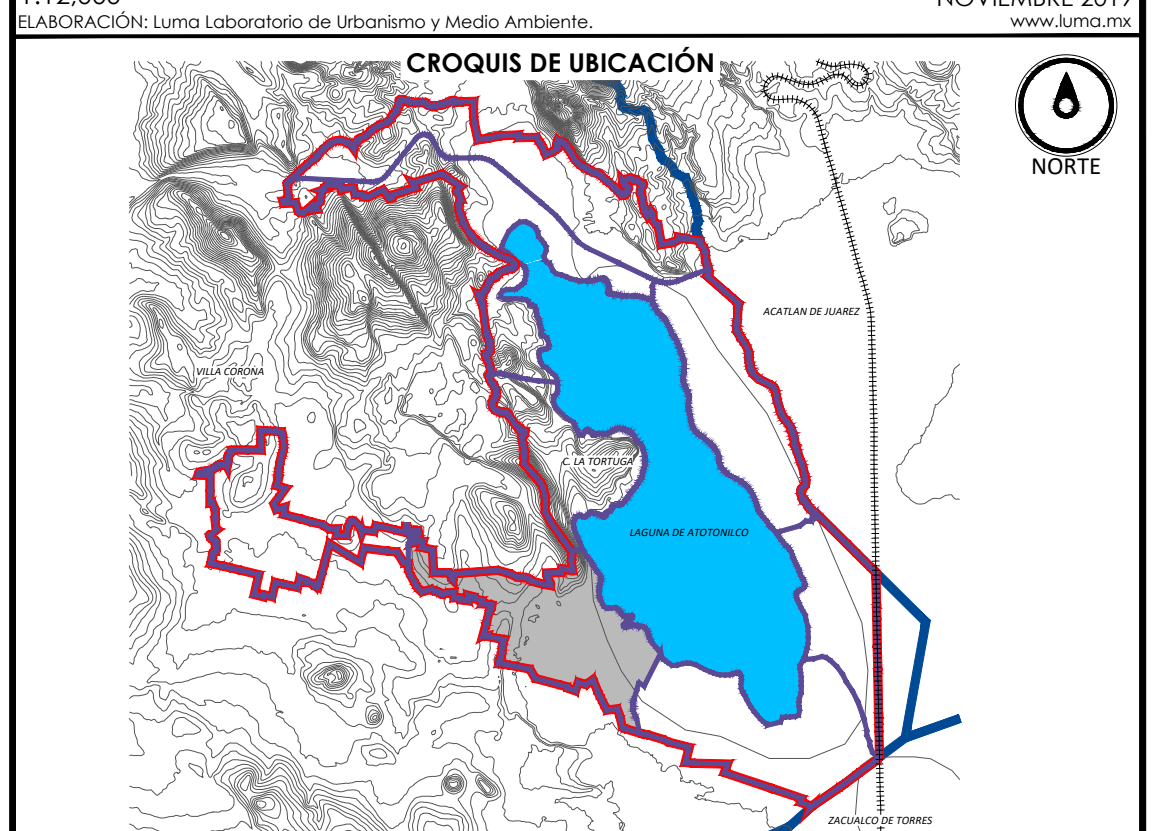 ELABORACIÓN: Luma Laboratorio de Urbanismo y Medio Ambiente.
www.luma.mx
CROQUIS DE UBICACIÓN
NORTE
ACATLAN DE JUAREZ
VILLA CORONA
C. LA TORTUGA
LAGUNA DE ATOTONILCO
ZACUALCO DE TORRES